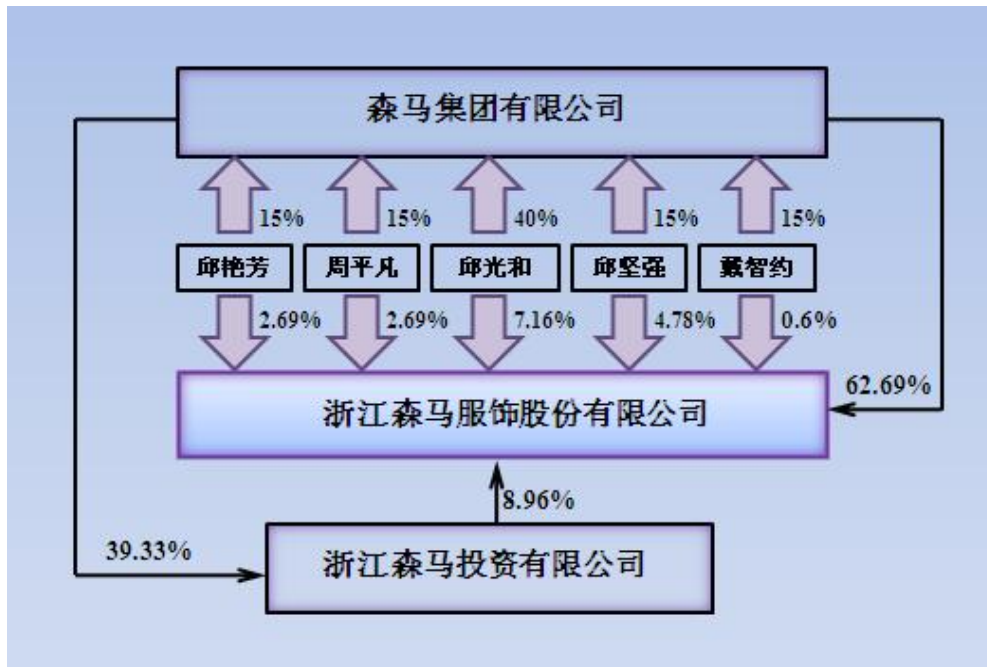 森马集团有限公司
15% 15% 40% 15% 15%
邱艳芳 周平凡 邱光和 邱坚强 戴智约
2.69% 2.69% 7.16% 4.78% 0.6%
62.69%
浙江森马服饰股份有限公司
8.96%
39.33%
浙江森马投资有限公司